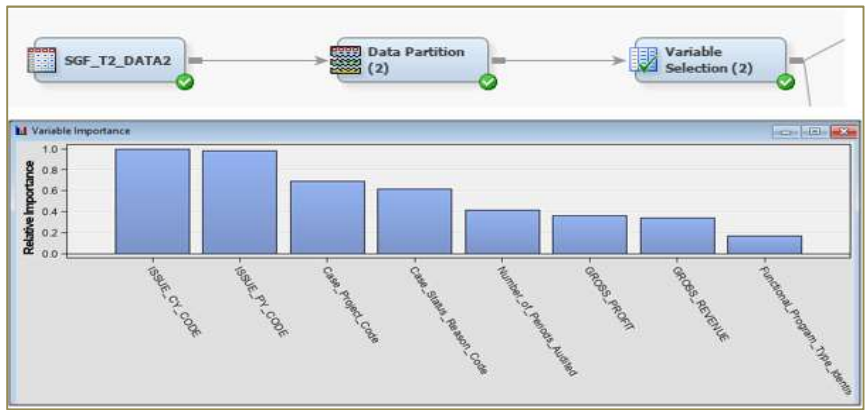 SGF_T2_DATA2
Data Partition
(2)
Variable
Selection (2)
Variable Importance
Relative Importance
1.0
0.8
0.6
0.4
0.2
0.0
ISSUE_CY_CODE
ISSUE_PY_CODE
Case_Project_Code
Case_Status_Reason_Code
Number_of_Periods_Audited
GROSS_PROFIT
GROSS_REVENUE
Functional_Program_Type_Identifi